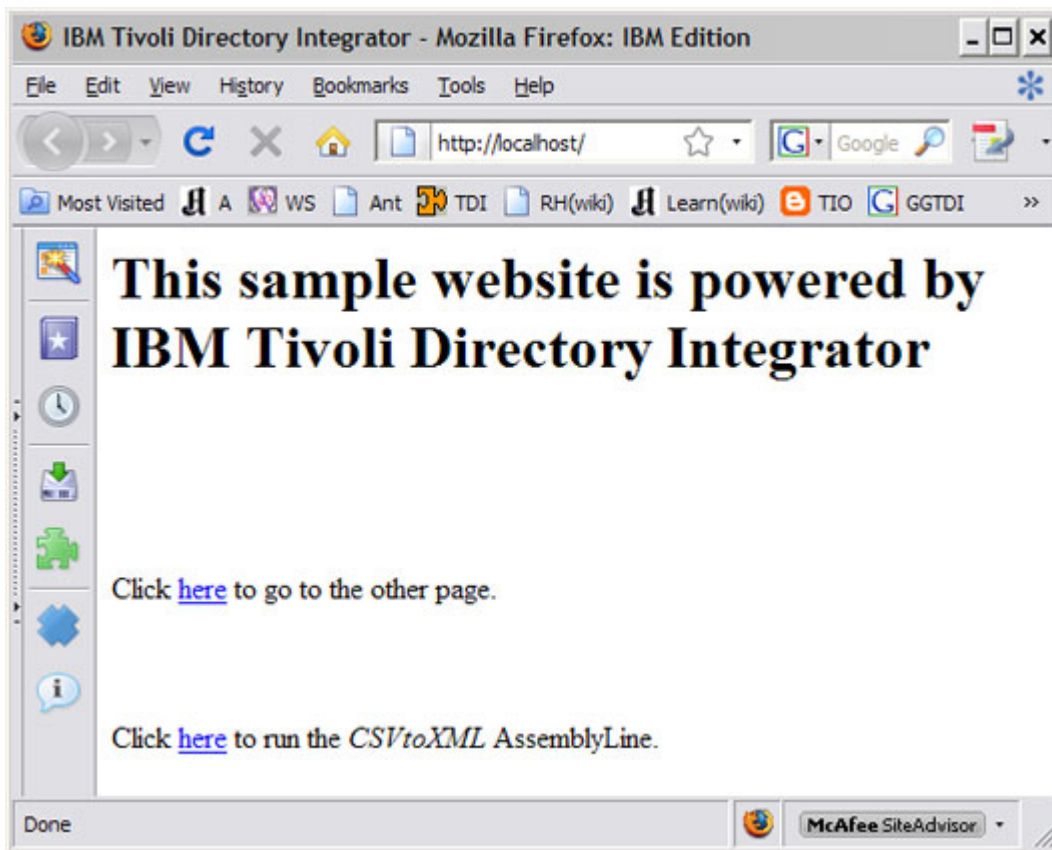 IBM Tivoli Directory Integrator - Mozilla Firefox: IBM Edition
File Edit View History Bookmarks Tools Help
http://localhost/ G Google
Most Visited A A WS Ant TDI RH(wiki) A Learn(wiki) TIO G GGTDI »
This sample website is powered by
IBM Tivoli Directory Integrator
Click here to go to the other page.
Click here to run the CSVtoXML AssemblyLine.
Done McAfee SiteAdvisor